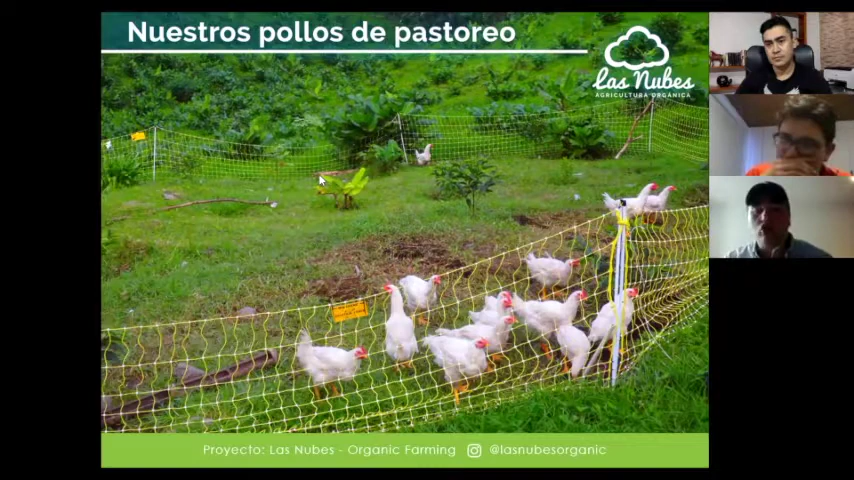 Nuestros pollos de pastoreo
Las Nubes
AGRICULTURA ORGÁNICA
Proyecto: Las Nubes - Organic Farming @lasnubesorganic